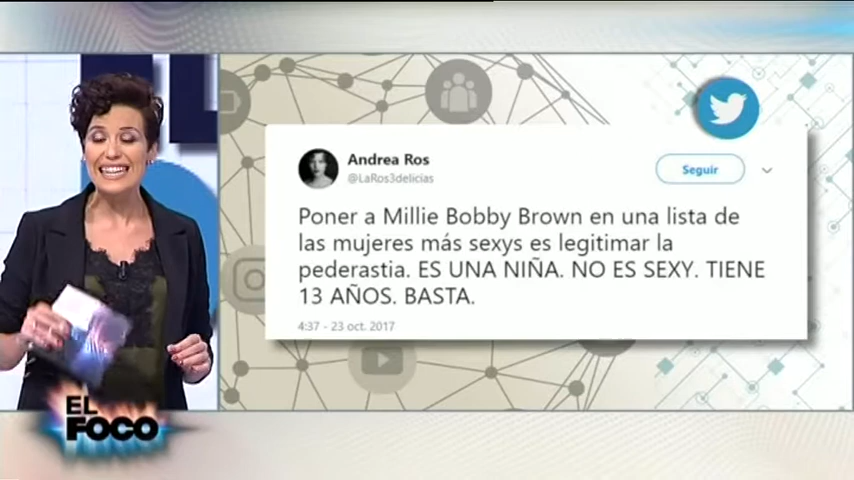 Andrea Ros
@LaRos3delicias
Seguir
Poner a Millie Bobby Brown en una lista de
las mujeres más sexys es legitimar la
pederastia. ES UNA NIÑA. NO ES SEXY. TIENE
13 AÑOS. BASTA.
4:37 - 23 oct. 2017
EL
FOCO